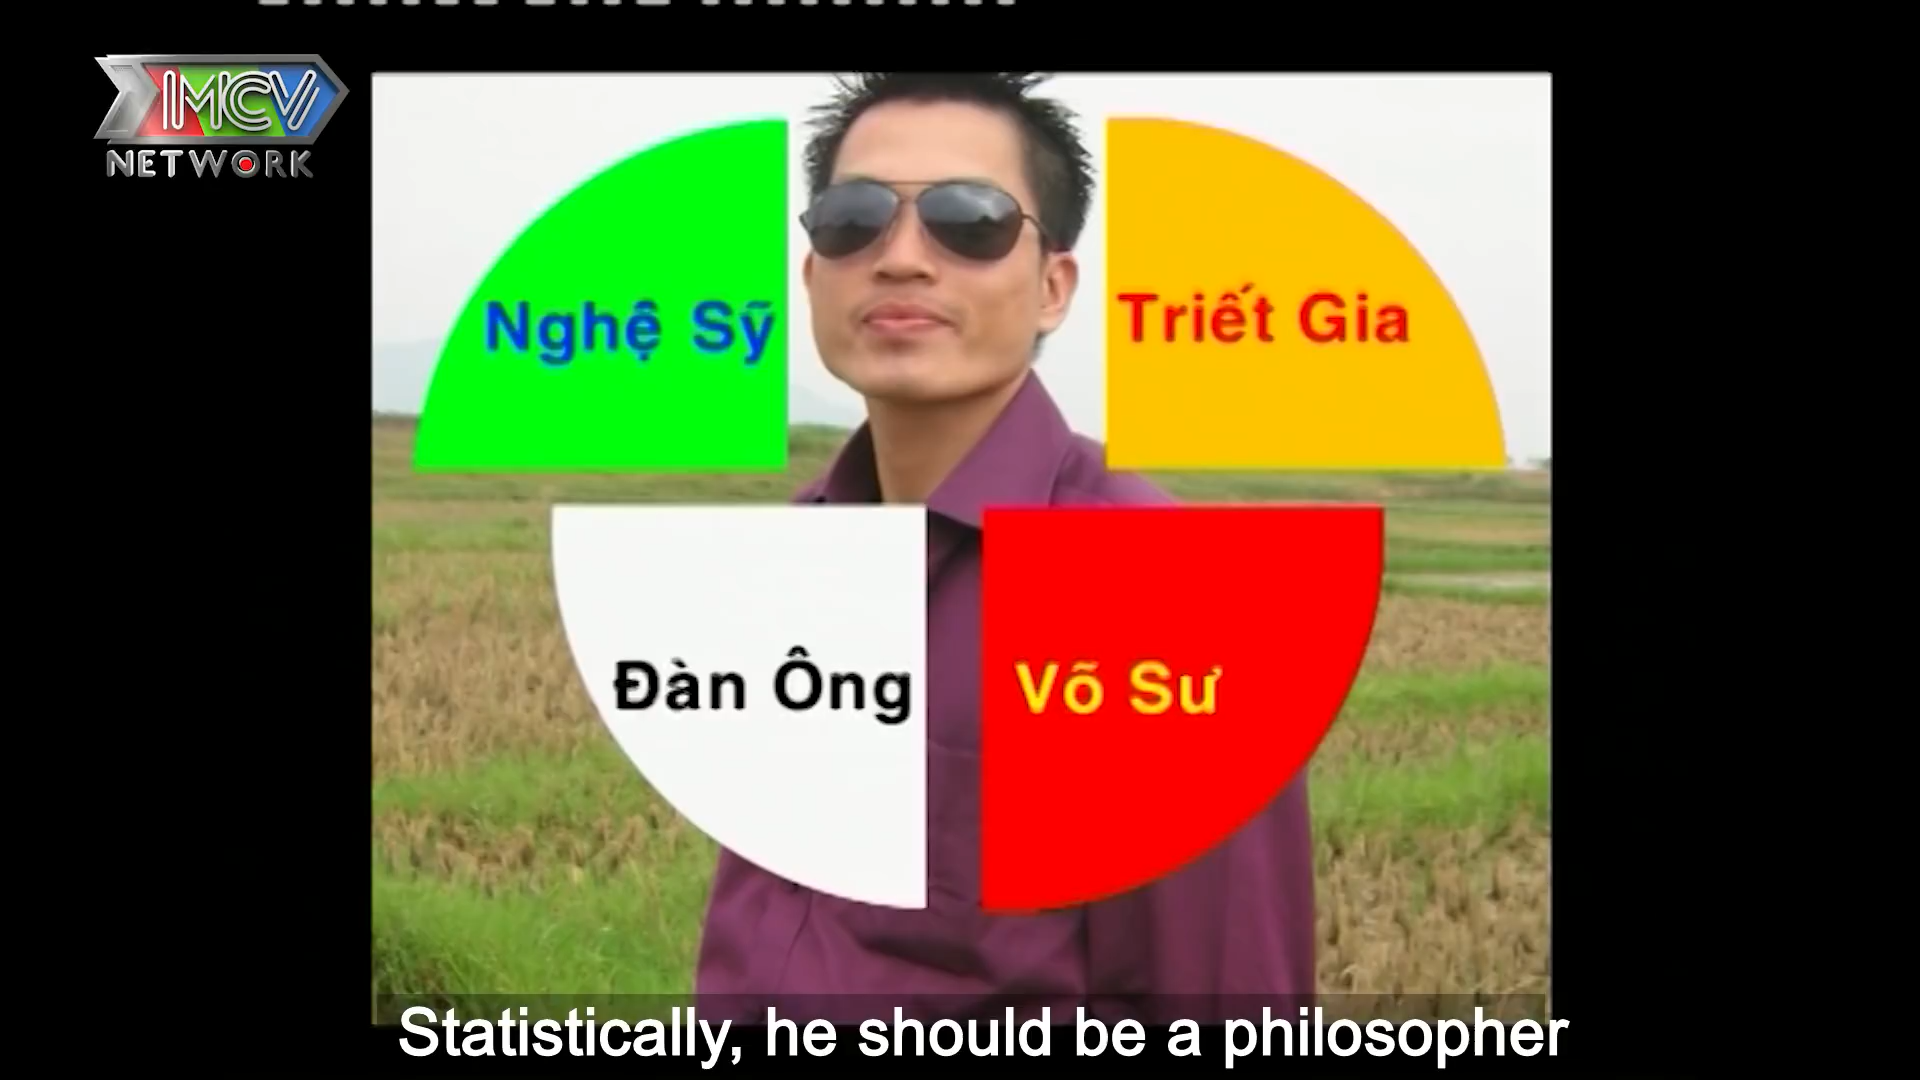 MCV
NETWORK
Nghệ Sỹ
Triết Gia
Đàn Ông
Võ Sư
Statistically, he should be a philosopher